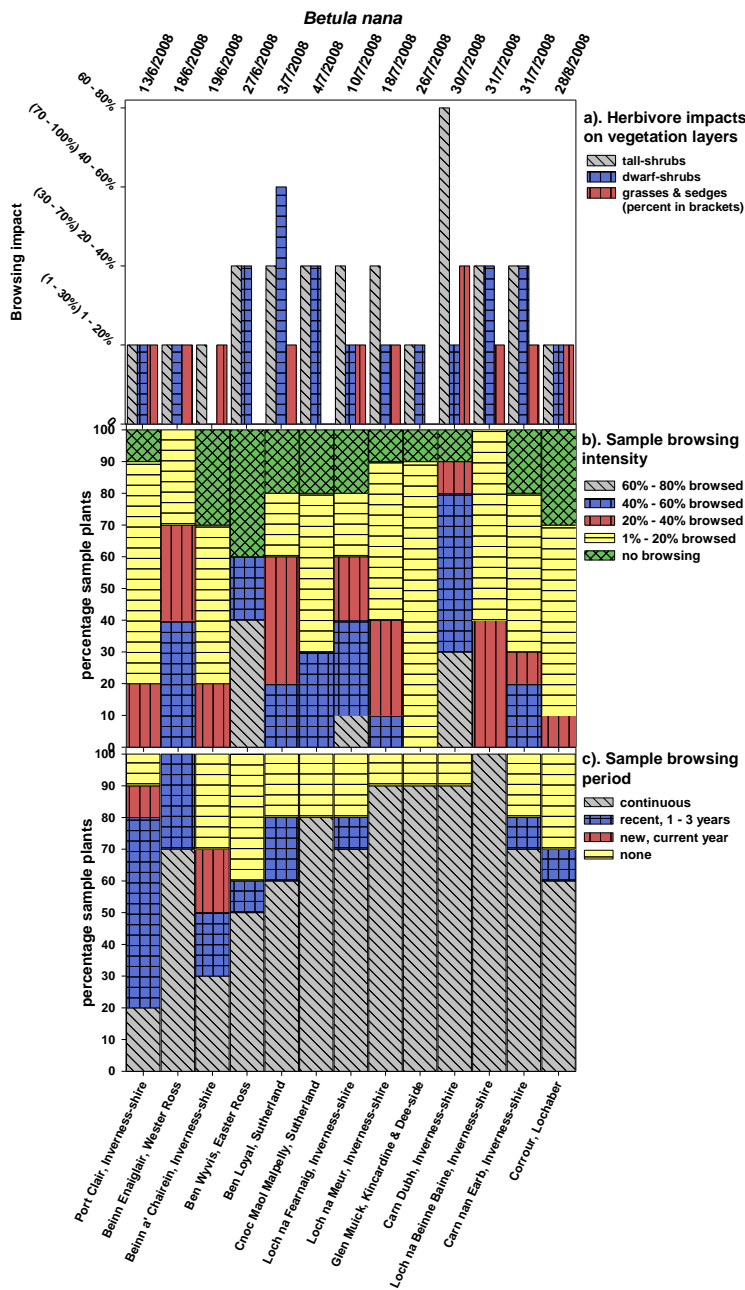 Betula nana
13/6/2008
18/6/2008
19/6/2008
27/6/2008
3/7/2008
4/7/2008
10/7/2008
18/7/2008
26/7/2008
30/7/2008
31/7/2008
31/7/2008
28/8/2008
Browsing impact
60 - 80%
(70 - 100%) 40 - 60%
(30 - 70%) 20 - 40%
(1 - 30%) 1 - 20%
0
a). Herbivore impacts
on vegetation layers
tall-shrubs
dwarf-shrubs
grasses & sedges
(percent in brackets)
percentage sample plants
100
90
80
70
60
50
40
30
20
10
0
b). Sample browsing
intensity
60% - 80% browsed
40% - 60% browsed
20% - 40% browsed
1% - 20% browsed
no browsing
percentage sample plants
100
90
80
70
60
50
40
30
20
10
0
c). Sample browsing
period
continuous
recent, 1 - 3 years
new, current year
none
Port Clair, Inverness-shire
Beinn Enaiglair, Wester Ross
Beinn a' Chairein, Inverness-shire
Ben Wyvis, Easter Ross
Ben Loyal, Sutherland
Cnoc Maol Malpelly, Sutherland
Loch na Fearnaig, Inverness-shire
Loch na Meur, Inverness-shire
Glen Muick, Kincardine & Dee-side
Carn Dubh, Inverness-shire
Loch na Beinne Baine, Inverness-shire
Carn nan Earb, Inverness-shire
Corrour, Lochaber